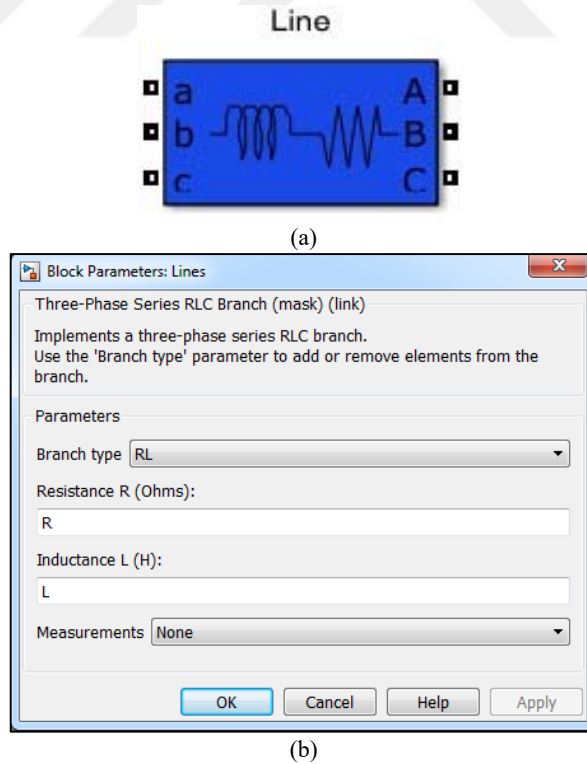 Line
a A
b B
c C
(a)
Block Parameters: Lines
Three-Phase Series RLC Branch (mask) (link)
Implements a three-phase series RLC branch.
Use the 'Branch type' parameter to add or remove elements from the
branch.
Parameters
Branch type RL
Resistance R (Ohms):
R
Inductance L (H):
L
Measurements None
OK Cancel Help Apply
(b)